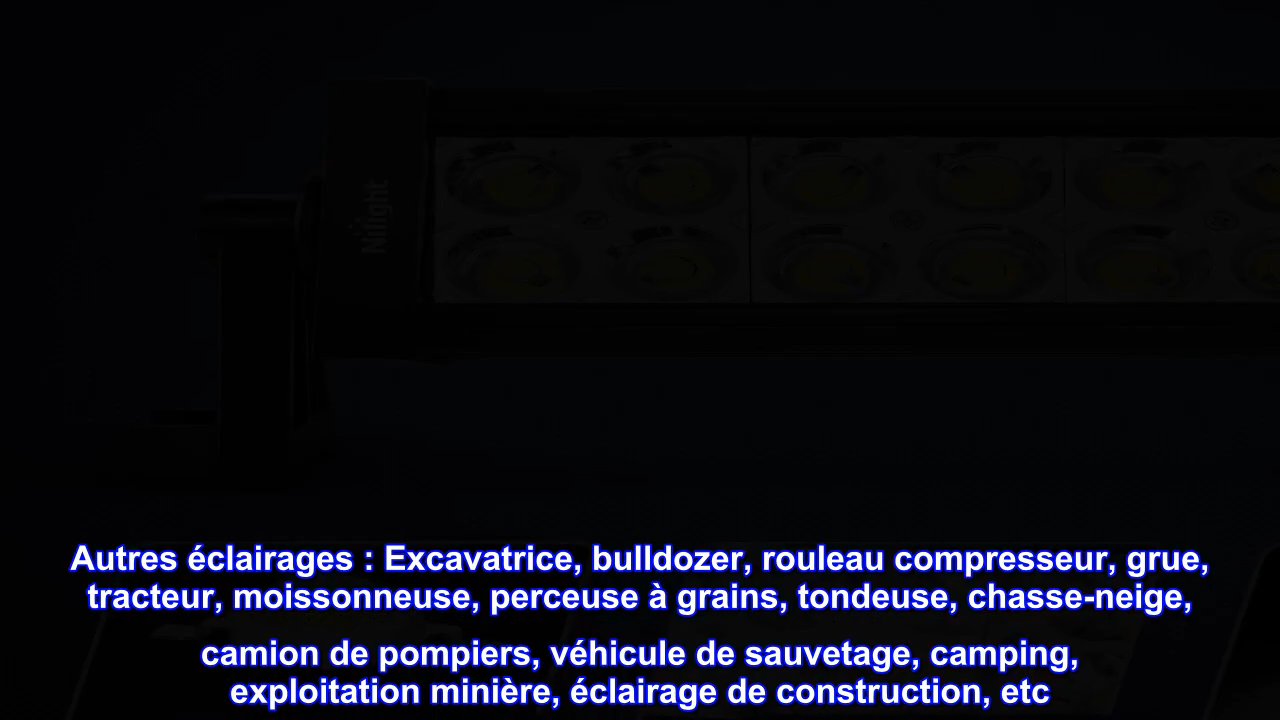 Nilight
Autres éclairages : Excavatrice, bulldozer, rouleau compresseur, grue,
tracteur, moissonneuse, perceuse à grains, tondeuse, chasse-neige,
camion de pompiers, véhicule de sauvetage, camping,
exploitation minière, éclairage de construction, etc